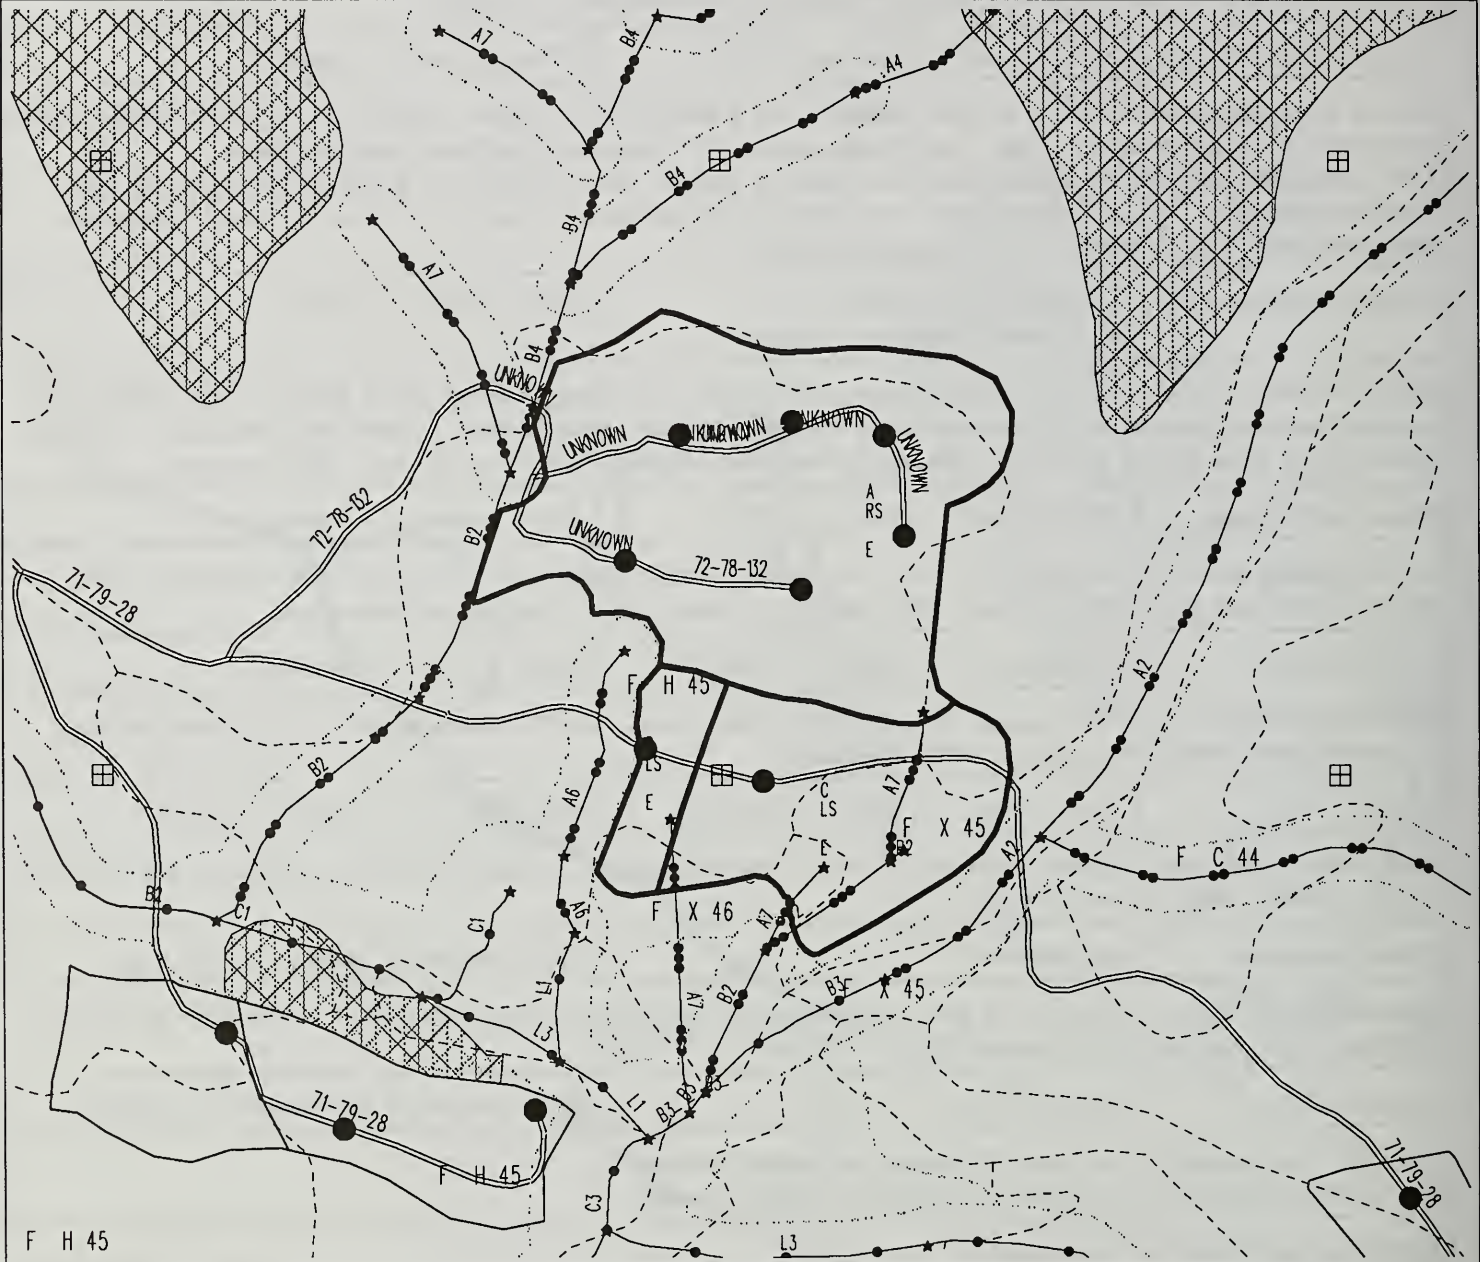 A7
B4
A4
B4
B4
A7
B4
UNKNOWN
UNKNOWN
UNKNOWN
UNKNOWN
UNKNOWN
A
RS
E
72-78-132
B2
UNKNOWN
72-78-132
71-79-28
A2
F H 45
LS
E
B2
A6
A7
C
LS
E
F X 45
B2
A2
F C 44
B2
C1
C1
A6
F X 46
A7
L1
A7
B2
B3
F X 45
L3
L1
B3
B3
B3
71-79-28
F H 45
C3
71-79-28
F H 45
L3